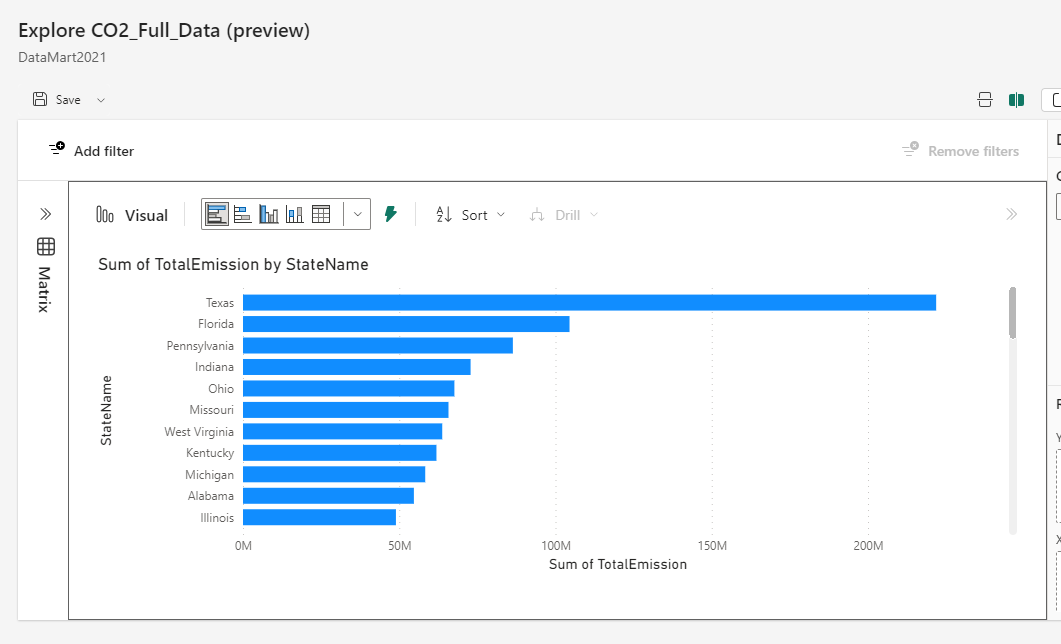 Explore CO2_Full_Data (preview)
DataMart2021
Save
Add filter
Remove filters
Visual
Sort
Drill
Matrix
Sum of TotalEmission by StateName
StateName
Texas
Florida
Pennsylvania
Indiana
Ohio
Missouri
West Virginia
Kentucky
Michigan
Alabama
Illinois
0M 50M 100M 150M 200M
Sum of TotalEmission